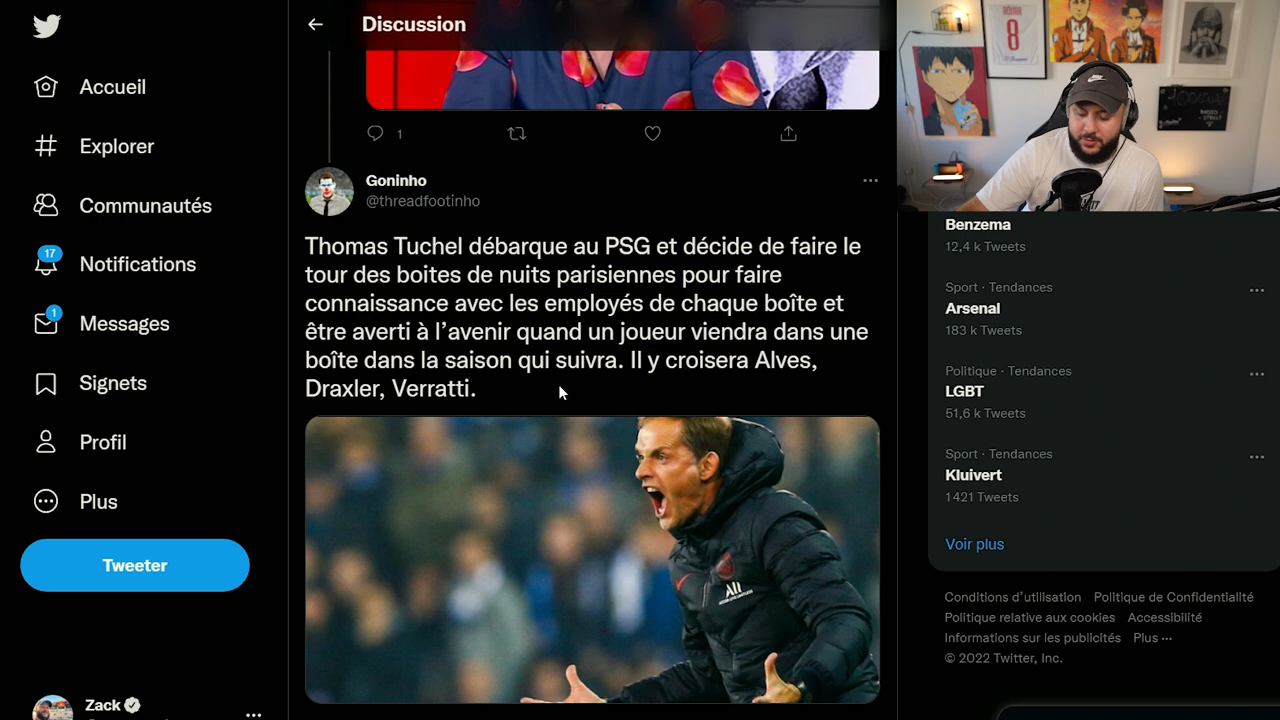 Discussion
Accueil
Explorer
Communautés
17
Notifications
1
Messages
Signets
Profil
Plus
Tweeter
Zack
1
Goninho
@threadfootinho
Thomas Tuchel débarque au PSG et décide de faire le
tour des boites de nuits parisiennes pour faire
connaissance avec les employés de chaque boîte et
être averti à l’avenir quand un joueur viendra dans une
boîte dans la saison qui suivra. Il y croisera Alves,
Draxler, Verratti.
All
8
Benzema
12,4 k Tweets
Sport · Tendances
Arsenal
183 k Tweets
Politique · Tendances
LGBT
51,6 k Tweets
Sport · Tendances
Kluivert
1 421 Tweets
Voir plus
Conditions d’utilisation Politique de Confidentialité
Politique relative aux cookies Accessibilité
Informations sur les publicités Plus ···
© 2022 Twitter, Inc.